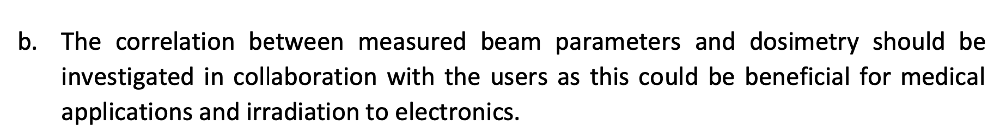 b. The correlation between measured beam parameters and dosimetry should be
investigated in collaboration with the users as this could be beneficial for medical
applications and irradiation to electronics.